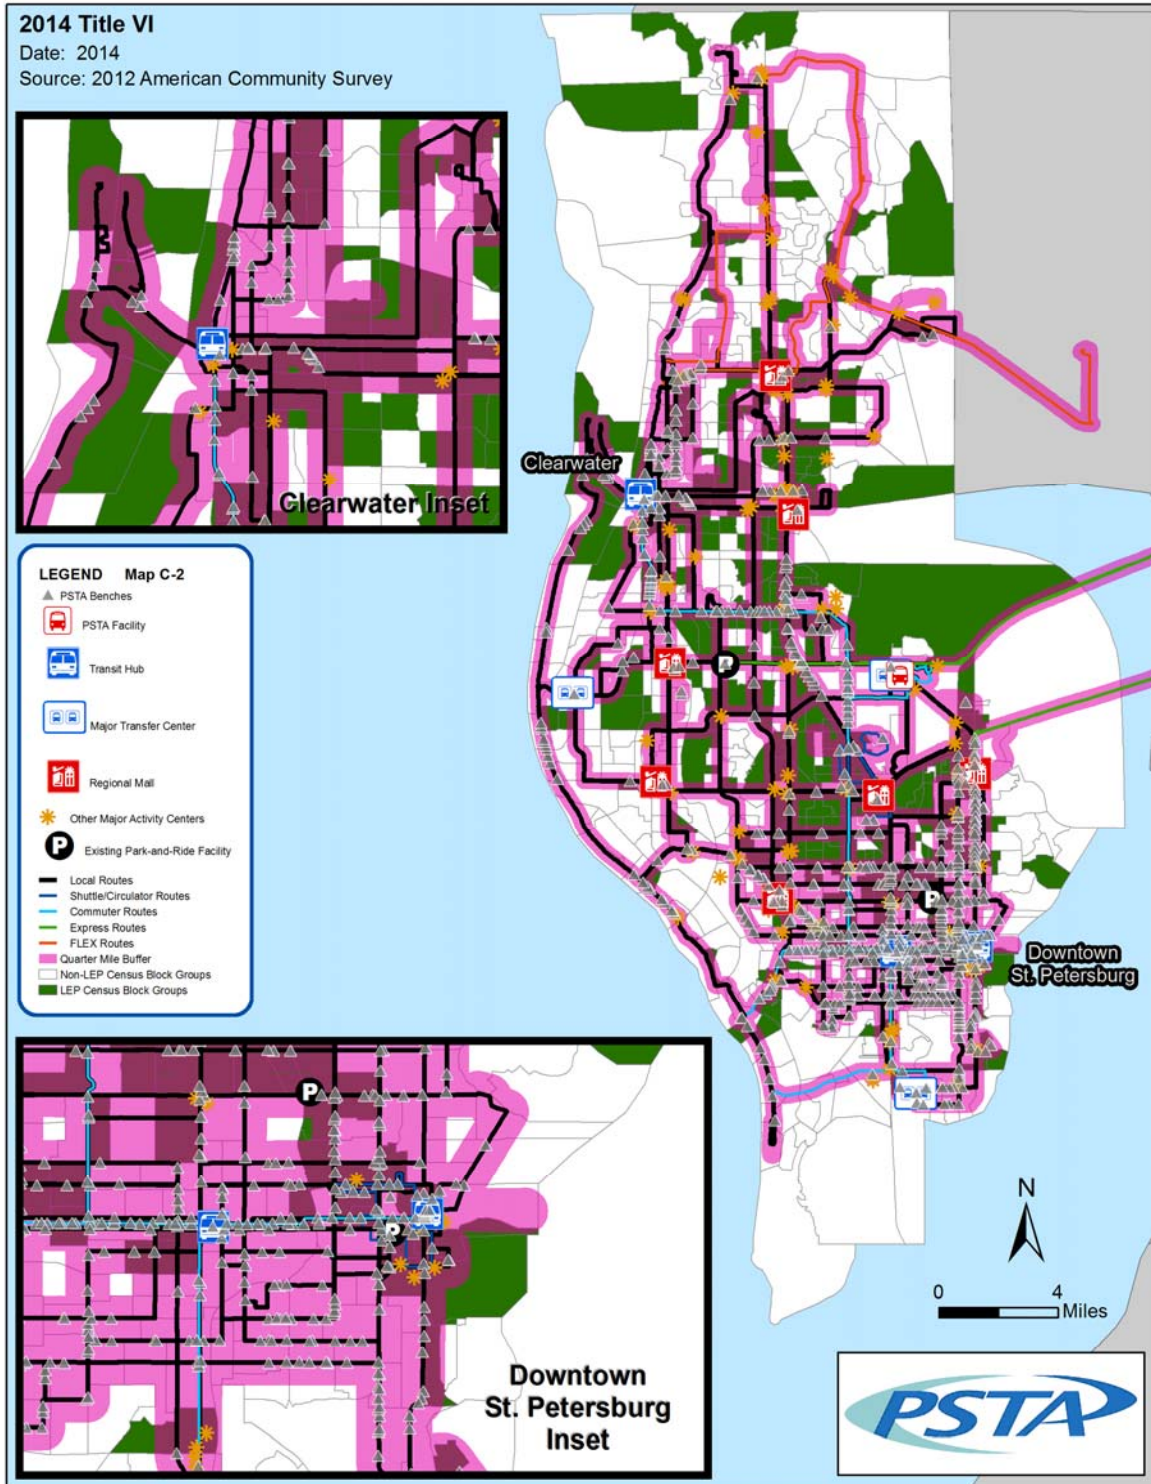 2014 Title VI
Date: 2014
Source: 2012 American Community Survey
Clearwater Inset
Clearwater
LEGEND Map C-2
PSTA Benches
PSTA Facility
Transit Hub
Major Transfer Center
Regional Mall
Other Major Activity Centers
P
Existing Park-and-Ride Facility
Local Routes
Shuttle/Circulator Routes
Commuter Routes
Express Routes
FLEX Routes
Quarter Mile Buffer
Non-LEP Census Block Groups
LEP Census Block Groups
P
P
Downtown
St. Petersburg
P
P
Downtown
St. Petersburg
Inset
N
0 4
Miles
PSTA